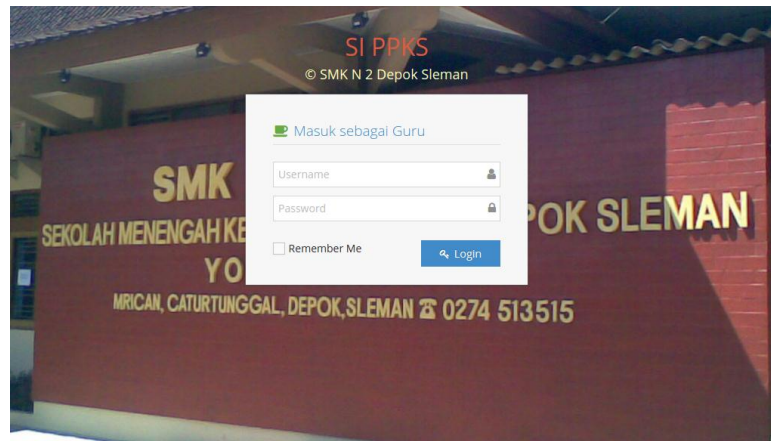 SI PPKS
© SMK N 2 Depok Sleman
Masuk sebagai Guru
Username
Password
Remember Me
LogIn
SMK
SEKOLAH MENENGAH
POK SLEMAN
YO
MRICAN, CATURTUNGGAL, DEPOK, SLEMAN ☎ 0274 513515